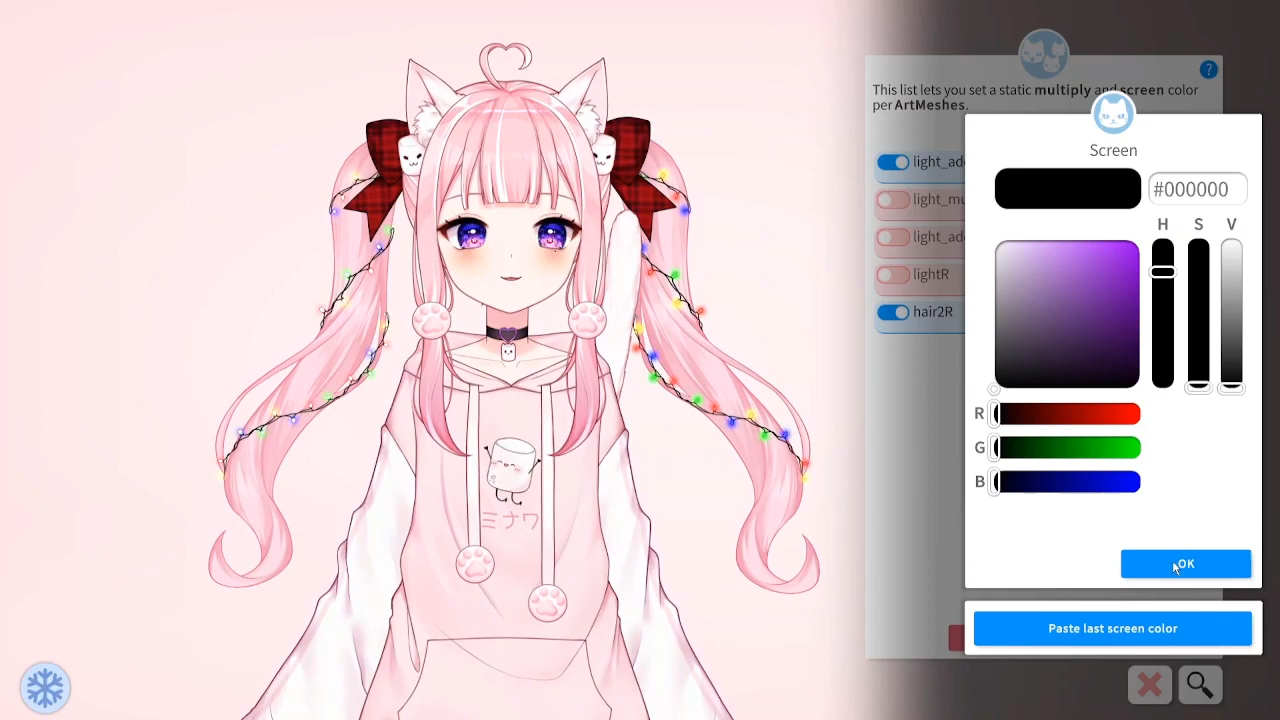 This list lets you set a static multiply and screen color
per ArtMeshes.
?
Screen
#000000
H S V
light_ad
light_mu
light_ad
lightR
hair2R
R
G
B
OK
Paste last screen color
ミナワ